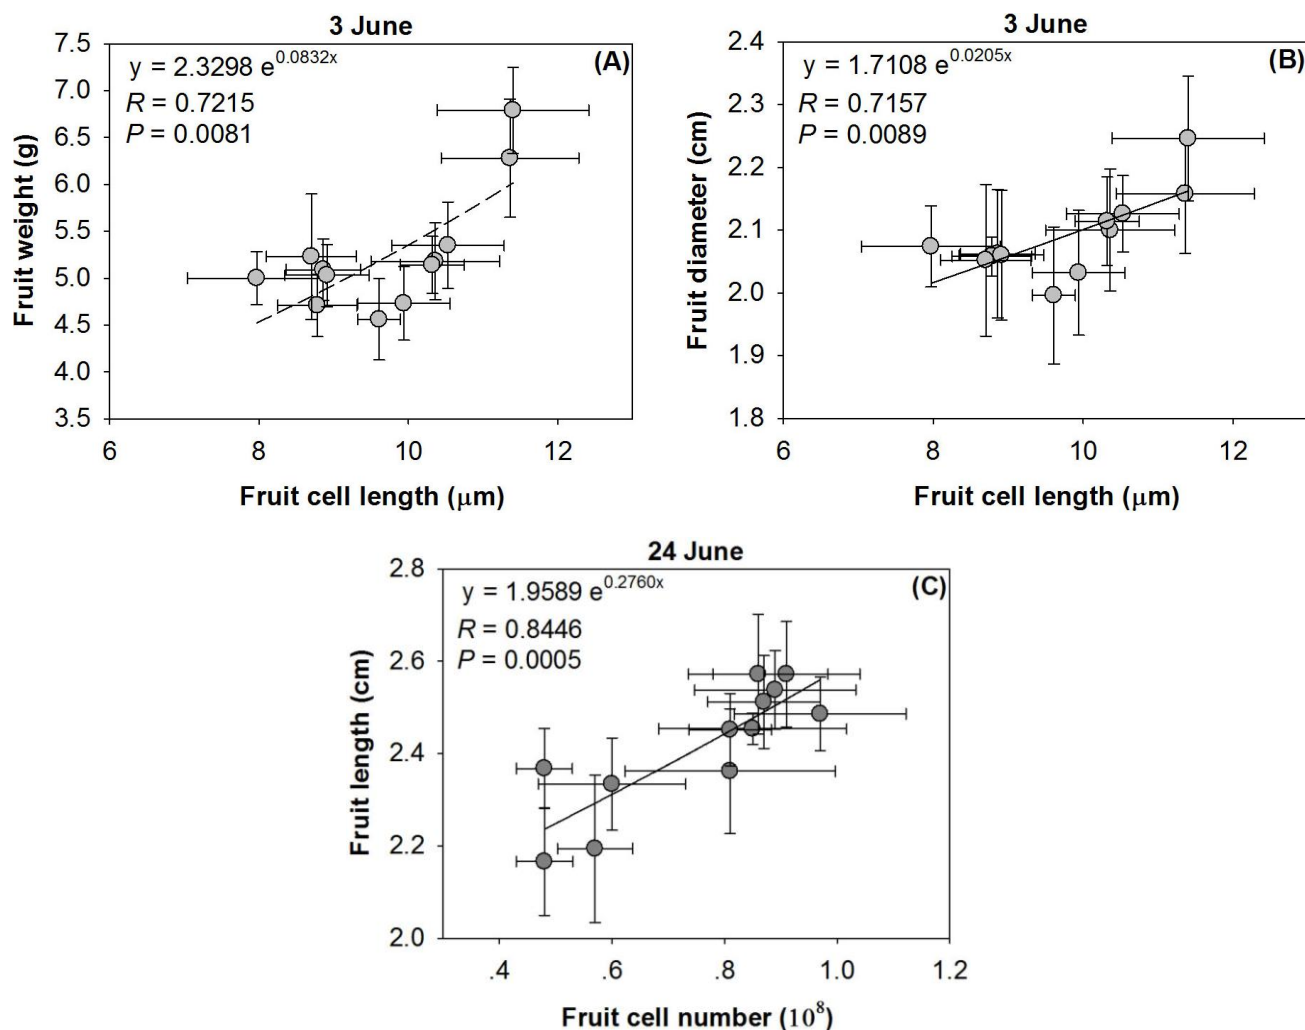 3 June
(A)
y = 2.3298 e^0.0832x
R = 0.7215
P = 0.0081
7.5
7.0
6.5
6.0
5.5
5.0
4.5
4.0
3.5
Fruit weight (g)
6 8 10 12
Fruit cell length (μm)
3 June
(B)
y = 1.7108 e^0.0205x
R = 0.7157
P = 0.0089
2.4
2.3
2.2
2.1
2.0
1.9
1.8
Fruit diameter (cm)
6 8 10 12
Fruit cell length (μm)
24 June
(C)
y = 1.9589 e^0.2760x
R = 0.8446
P = 0.0005
2.8
2.6
2.4
2.2
2.0
Fruit length (cm)
.4 .6 .8 1.0 1.2
Fruit cell number (10^8)